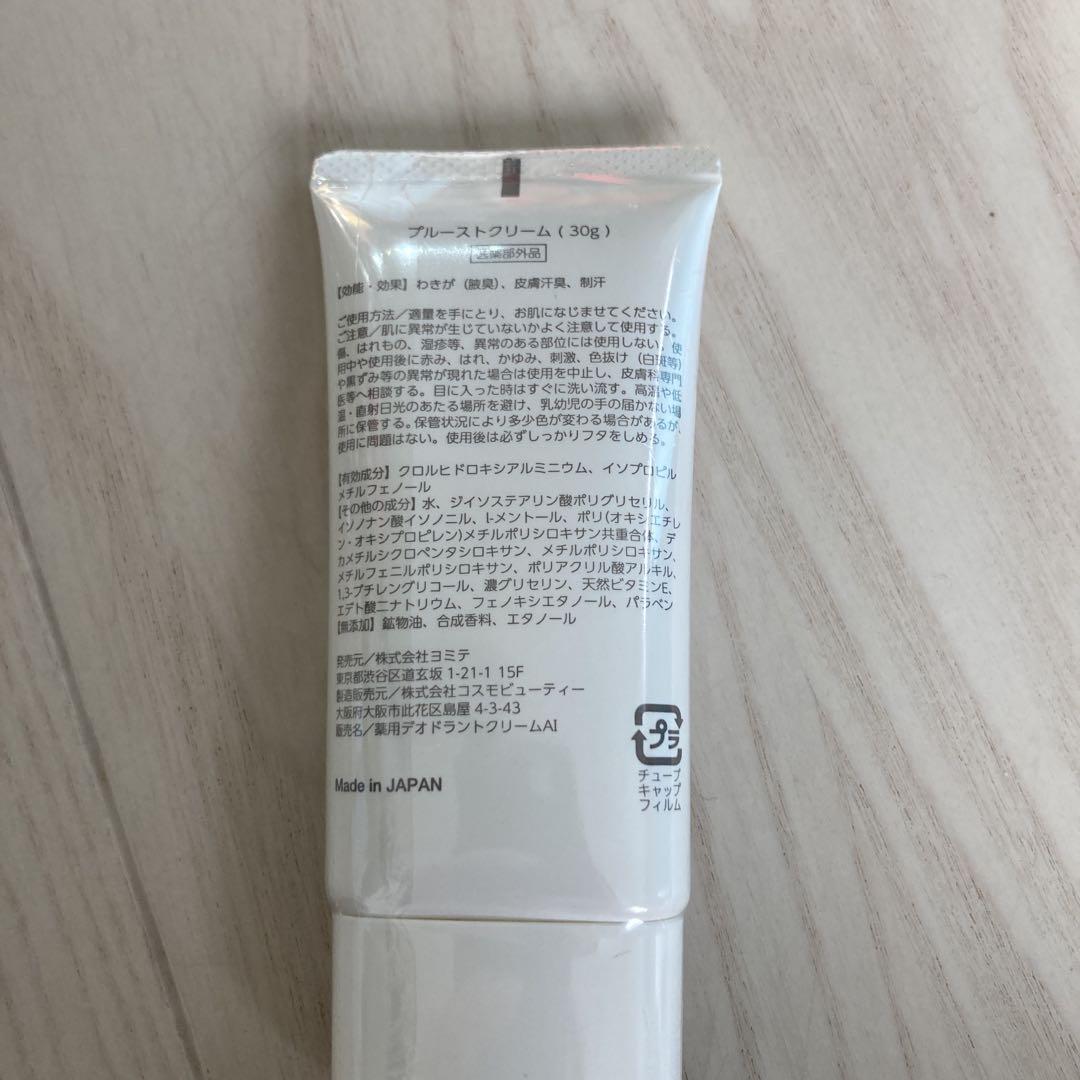 プルーストクリーム ( 30g )
医薬部外品
【効能・効果】わきが（腋臭）、皮膚汗臭、制汗
ご使用方法／適量を手にとり、お肌になじませてください。
ご注意／肌に異常が生じていないかよく注意して使用する。
傷、はれもの、湿疹等、異常のある部位には使用しない。使
用中や使用後に赤み、はれ、かゆみ、刺激、色抜け（白斑等）
や黒ずみ等の異常が現れた場合は使用を中止し、皮膚科専門
医等へ相談する。目に入った時はすぐに洗い流す。高温や低
温・直射日光のあたる場所を避け、乳幼児の手の届かない場
所に保管する。保管状況により多少色が変わる場合があるが、
使用に問題はない。使用後は必ずしっかりフタをしめる。
【有効成分】クロルヒドロキシアルミニウム、イソプロピル
メチルフェノール
【その他の成分】水、ジイソステアリン酸ポリグリセリル、
イソノナン酸イソノニル、l-メントール、ポリ(オキシエチレ
ン・オキシプロピレン)メチルポリシロキサン共重合体、デ
カメチルシクロペンタシロキサン、メチルポリシロキサン、
メチルフェニルポリシロキサン、ポリアクリル酸アルキル、
1,3-ブチレングリコール、濃グリセリン、天然ビタミンE、
エデト酸二ナトリウム、フェノキシエタノール、パラベン
【無添加】鉱物油、合成香料、エタノール
発売元／株式会社ヨミテ
東京都渋谷区道玄坂 1-21-1 15F
製造販売元／株式会社コスモビューティー
大阪府大阪市此花区島屋 4-3-43
販売名／薬用デオドラントクリームAI
Made in JAPAN
プラ
チューブ
キャップ
フィルム